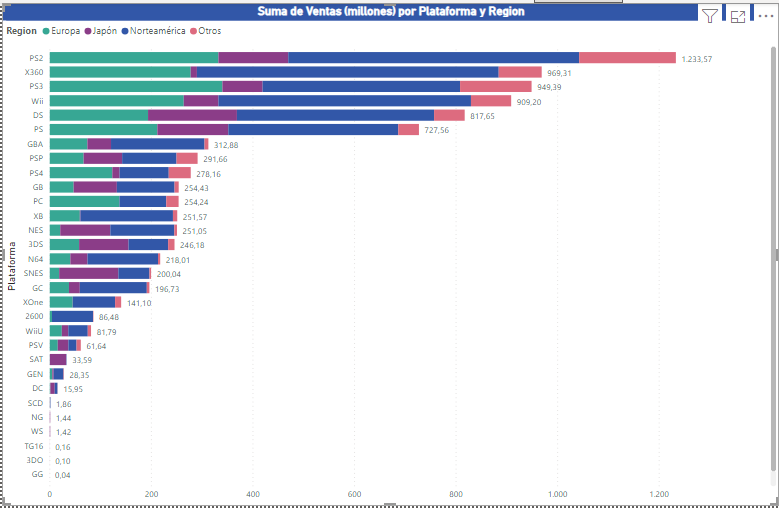 Suma de Ventas (millones) por Plataforma y Region
Region Europa Japón Norteamérica Otros
Plataforma
PS2 1.233,57
X360 969,31
PS3 949,39
Wii 909,20
DS 817,65
PS 727,56
GBA 312,88
PSP 291,66
PS4 278,16
GB 254,43
PC 254,24
XB 251,57
NES 251,05
3DS 246,18
N64 218,01
SNES 200,04
GC 196,73
XOne 141,10
2600 86,48
WiiU 81,79
PSV 61,64
SAT 33,59
GEN 28,35
DC 15,95
SCD 1,86
NG 1,44
WS 1,42
TG16 0,16
3DO 0,10
GG 0,04
0 200 400 600 800 1.000 1.200